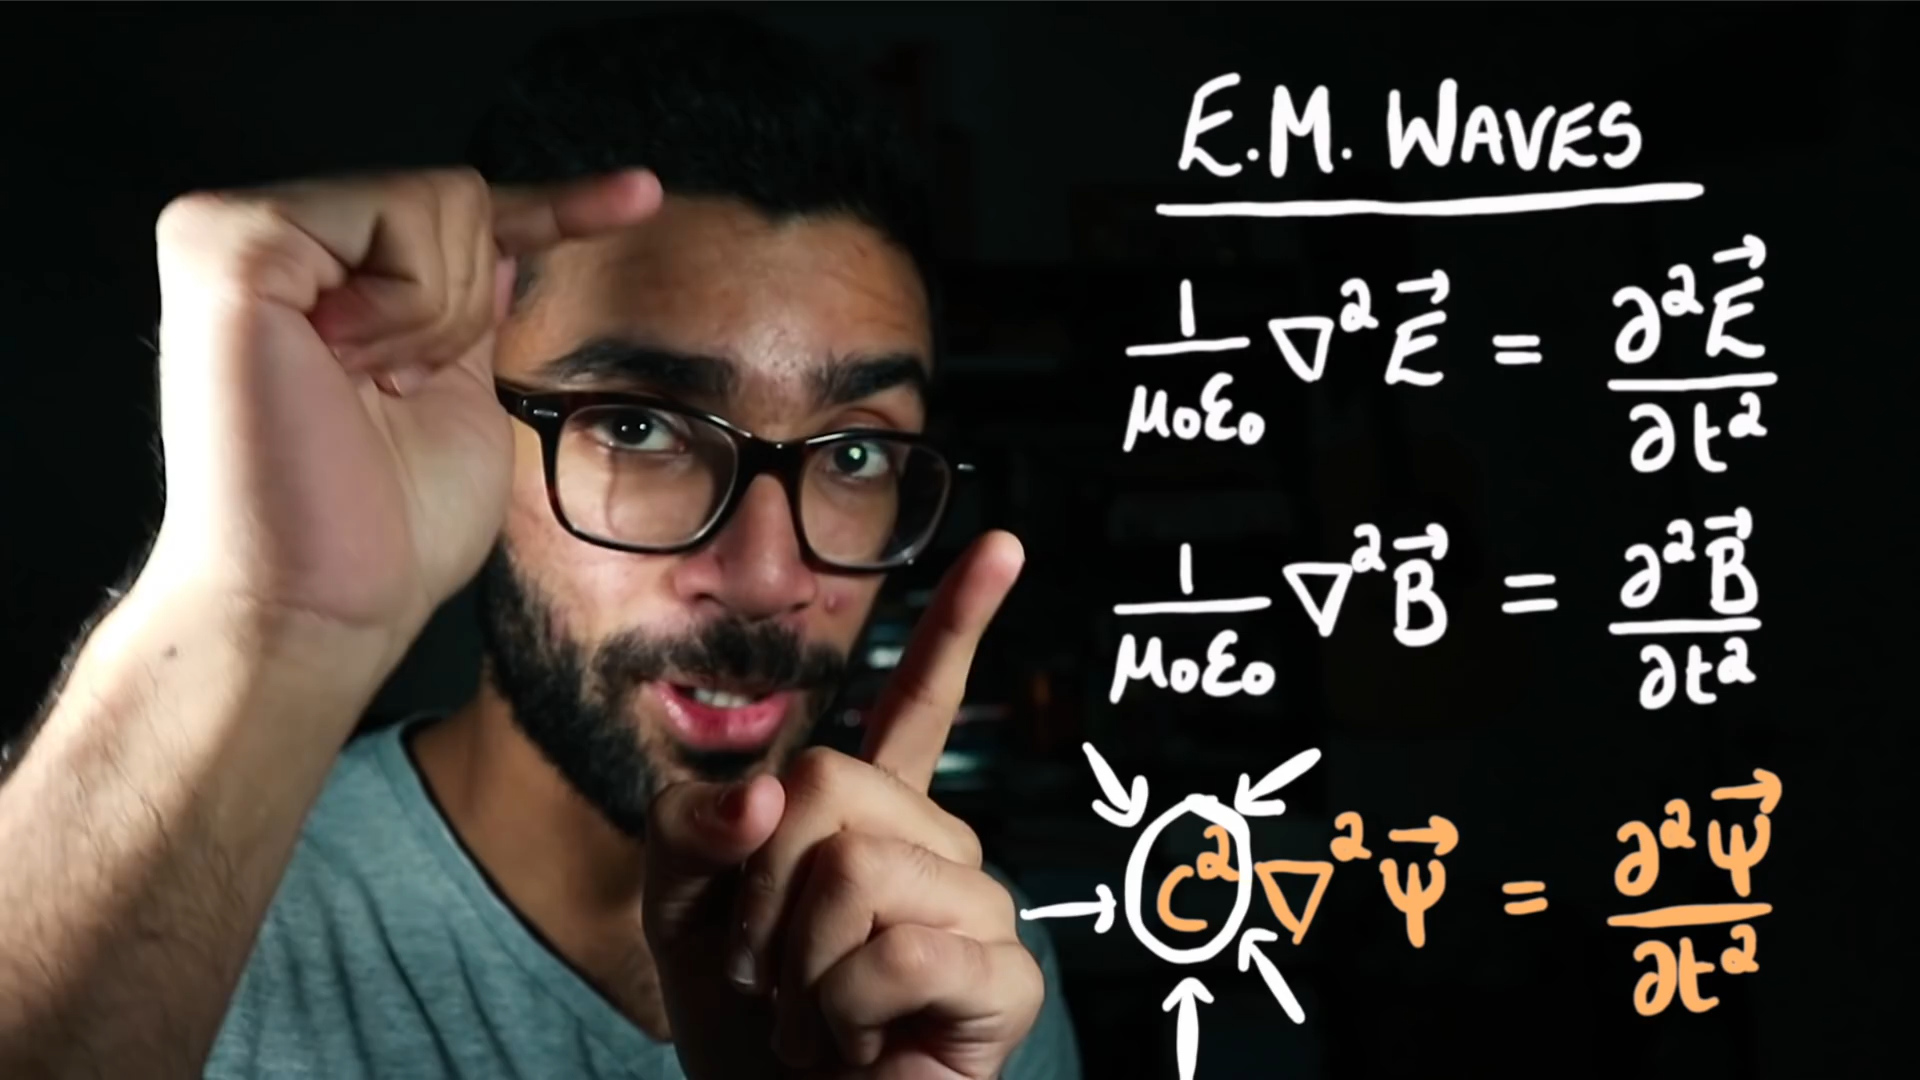 E.M. WAVES
1/μ₀ε₀ ∇²E⃗ = ∂²E⃗/∂t²
1/μ₀ε₀ ∇²B⃗ = ∂²B⃗/∂t²
c²∇²ψ⃗ = ∂²ψ⃗/∂t²